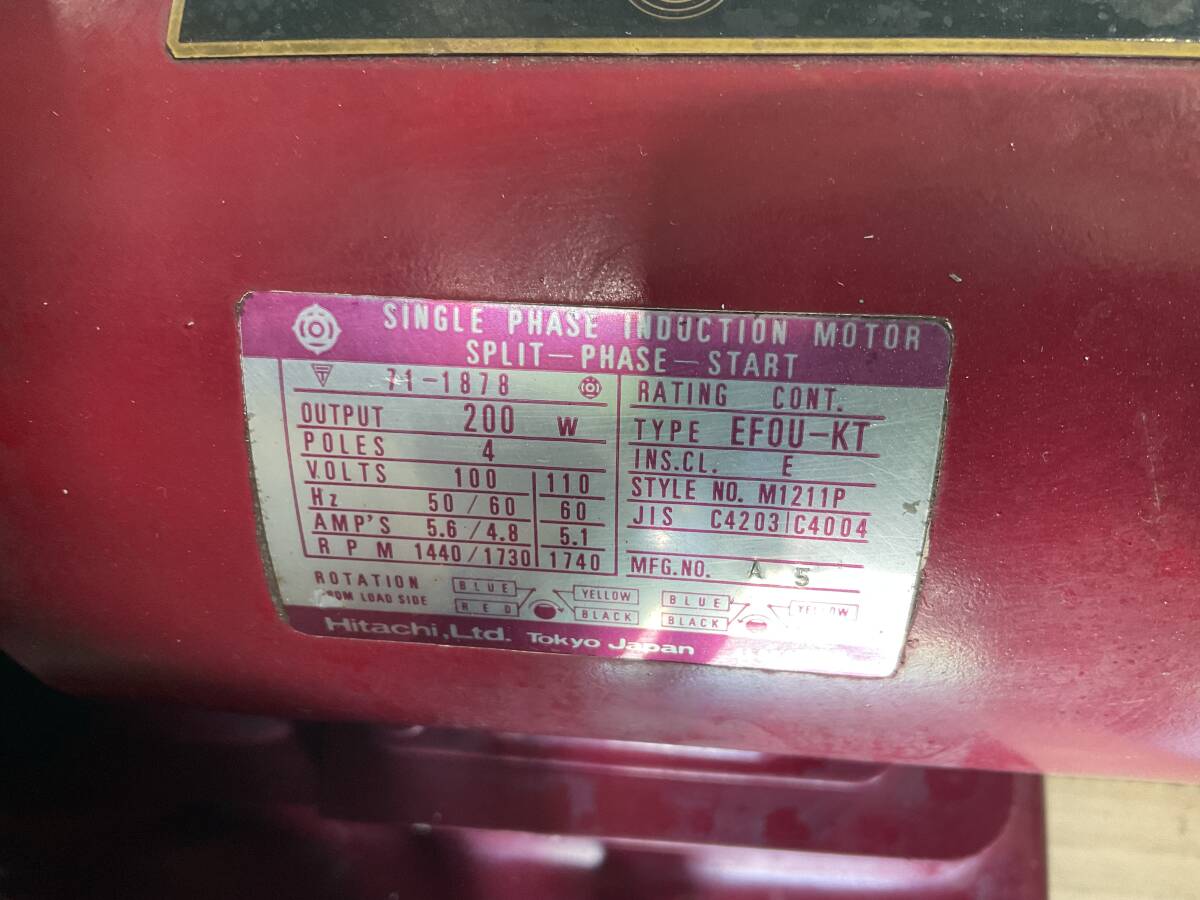 SINGLE PHASE INDUCTION MOTOR
SPLIT-PHASE-START
71-1878
OUTPUT 200 W
POLES 4
VOLTS 100 110
Hz 50/60 60
AMP'S 5.6/4.8 5.1
RPM 1440/1730 1740
RATING CONT.
TYPE EFOU-KT
INS.CL. E
STYLE NO. M1211P
JIS C4203 C4004
MFG.NO. A 5
ROTATION
FROM LOAD SIDE
BLUE YELLOW BLUE YELLOW
RED BLACK BLACK
Hitachi,Ltd. Tokyo Japan